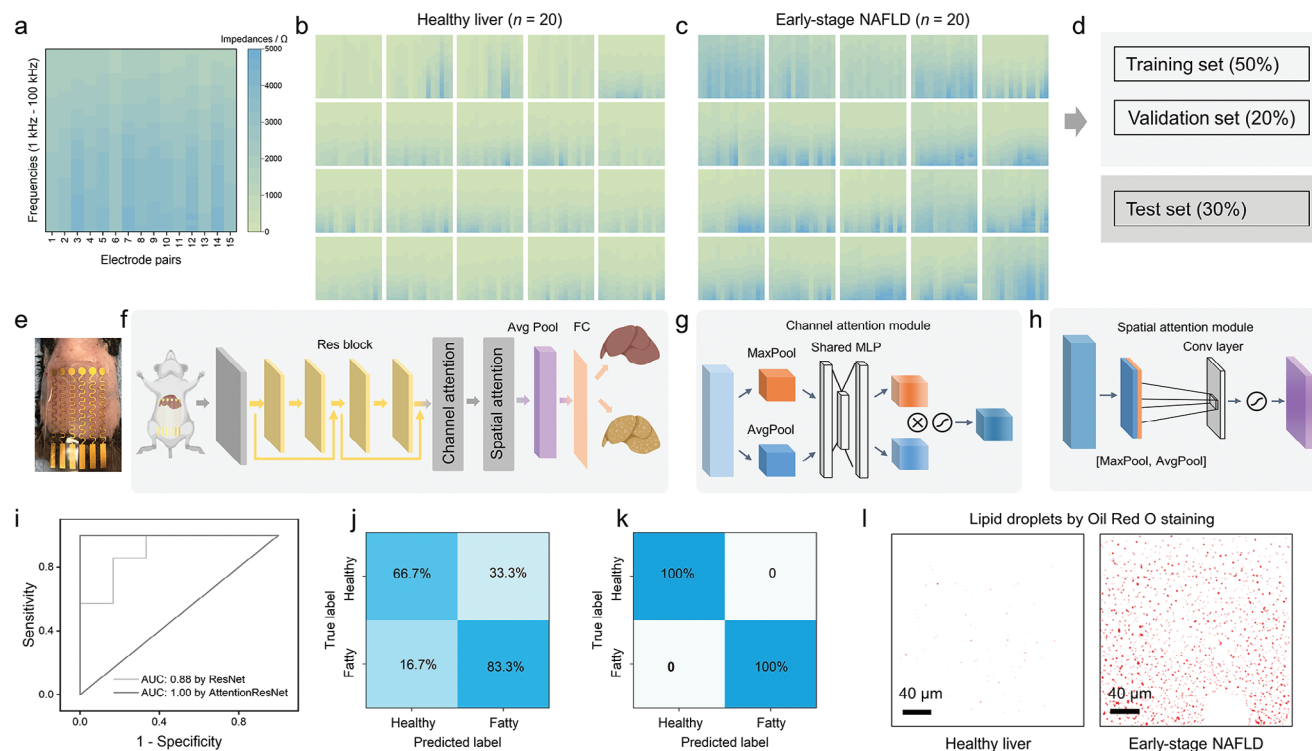 a
Impedances / Ω
Frequencies (1 kHz - 100 kHz)
5000
4000
3000
2000
1000
0
1 2 3 4 5 6 7 8 9 10 11 12 13 14 15
Electrode pairs
b
Healthy liver (n = 20)
c
Early-stage NAFLD (n = 20)
d
Training set (50%)
Validation set (20%)
Test set (30%)
e
f
Res block
Channel attention
Spatial attention
Avg Pool
FC
g
Channel attention module
MaxPool
Shared MLP
AvgPool
h
Spatial attention module
Conv layer
[MaxPool, AvgPool]
i
Sensitivity
0.8
0.4
0.0
AUC: 0.88 by ResNet
AUC: 1.00 by AttentionResNet
0.0 0.4 0.8
1 - Specificity
j
True label
Healthy
Fatty
66.7% 33.3%
16.7% 83.3%
Healthy Fatty
Predicted label
k
True label
Healthy
Fatty
100% 0
0 100%
Healthy Fatty
Predicted label
l
Lipid droplets by Oil Red O staining
40 μm
40 μm
Healthy liver
Early-stage NAFLD